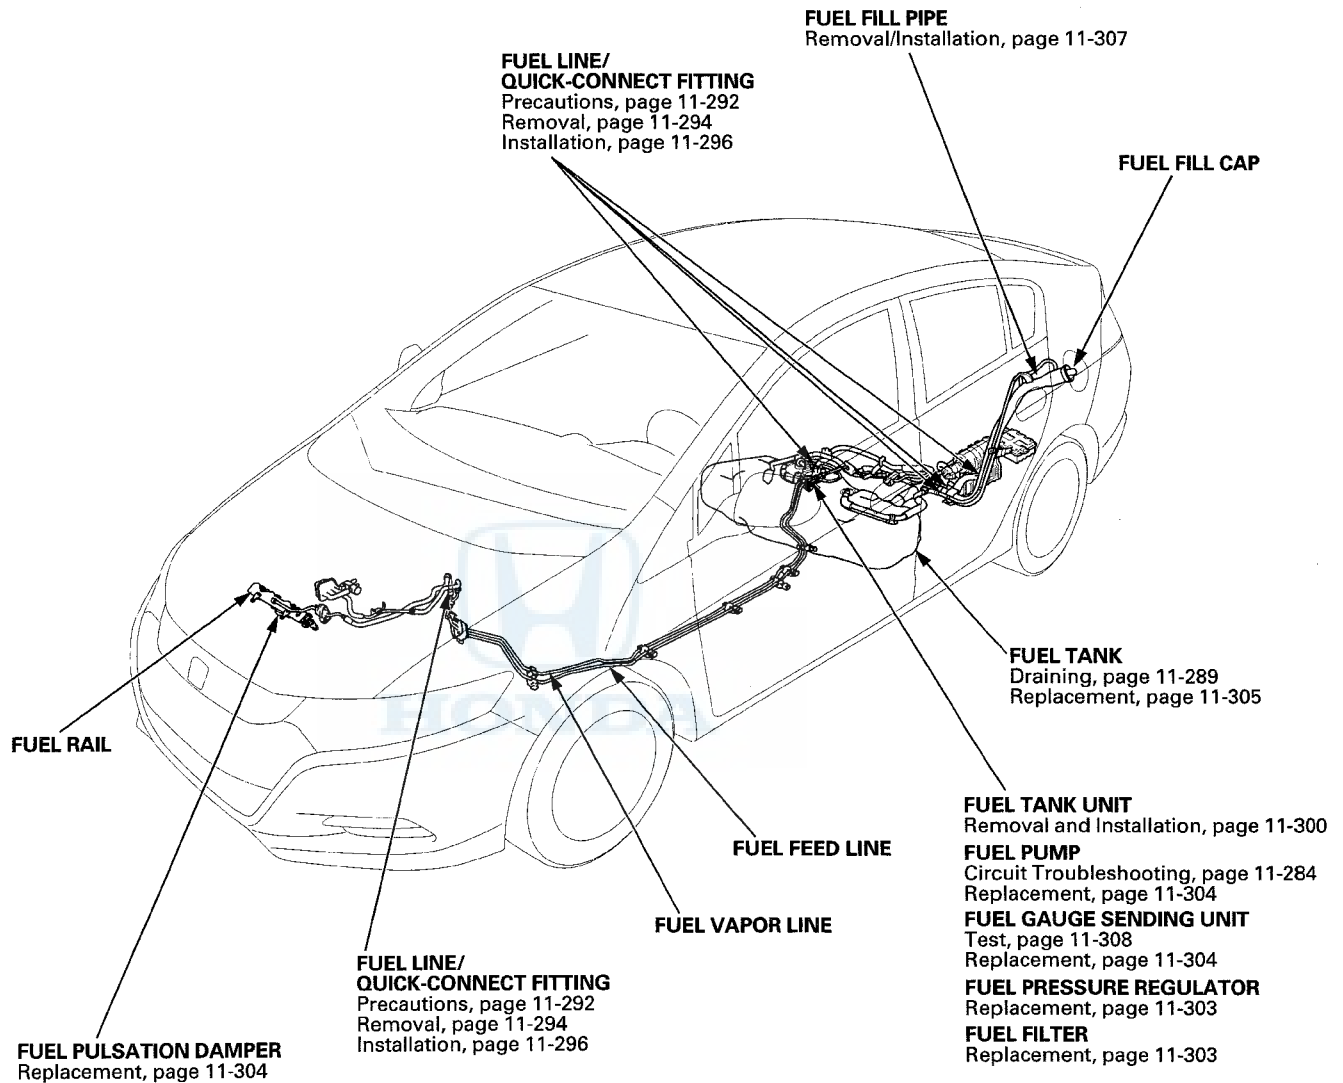 FUEL FILL PIPE
Removal/Installation, page 11-307
FUEL LINE/
QUICK-CONNECT FITTING
Precautions, page 11-292
Removal, page 11-294
Installation, page 11-296
FUEL FILL CAP
FUEL TANK
Draining, page 11-289
Replacement, page 11-305
HONDA
FUEL RAIL
FUEL TANK UNIT
Removal and Installation, page 11-300
FUEL PUMP
Circuit Troubleshooting, page 11-284
Replacement, page 11-304
FUEL GAUGE SENDING UNIT
Test, page 11-308
Replacement, page 11-304
FUEL PRESSURE REGULATOR
Replacement, page 11-303
FUEL FILTER
Replacement, page 11-303
FUEL FEED LINE
FUEL VAPOR LINE
FUEL LINE/
QUICK-CONNECT FITTING
Precautions, page 11-292
Removal, page 11-294
Installation, page 11-296
FUEL PULSATION DAMPER
Replacement, page 11-304